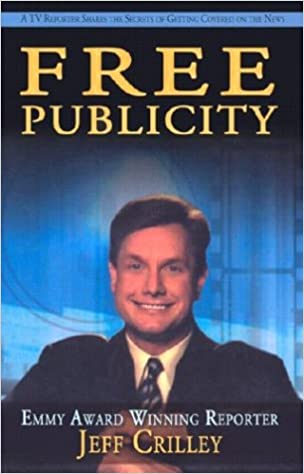 A TV Reporter Shares the Secrets of Getting Covered on the News
FREE
PUBLICITY
EMMY AWARD WINNING REPORTER
JEFF CRILLEY